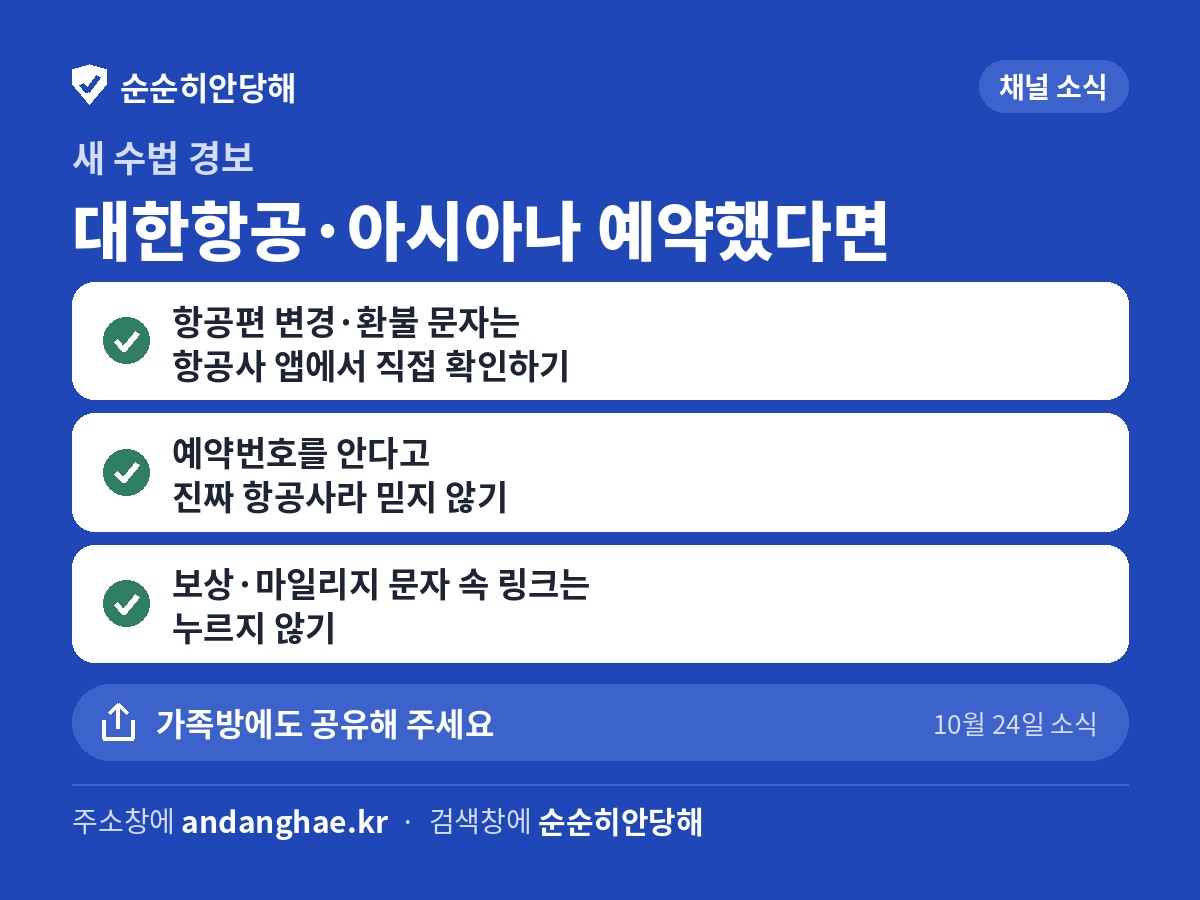 순순히안당해
채널 소식
새 수법 경보
대한항공·아시아나 예약했다면
항공편 변경·환불 문자는
항공사 앱에서 직접 확인하기
예약번호를 안다고
진짜 항공사라 믿지 않기
보상·마일리지 문자 속 링크는
누르지 않기
가족방에도 공유해 주세요
10월 24일 소식
주소창에 andanghae.kr · 검색창에 순순히안당해